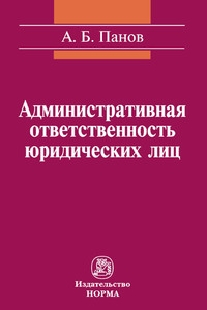 А. Б. Панов
Административная
ответственность
юридических лиц
Издательство
НОРМА